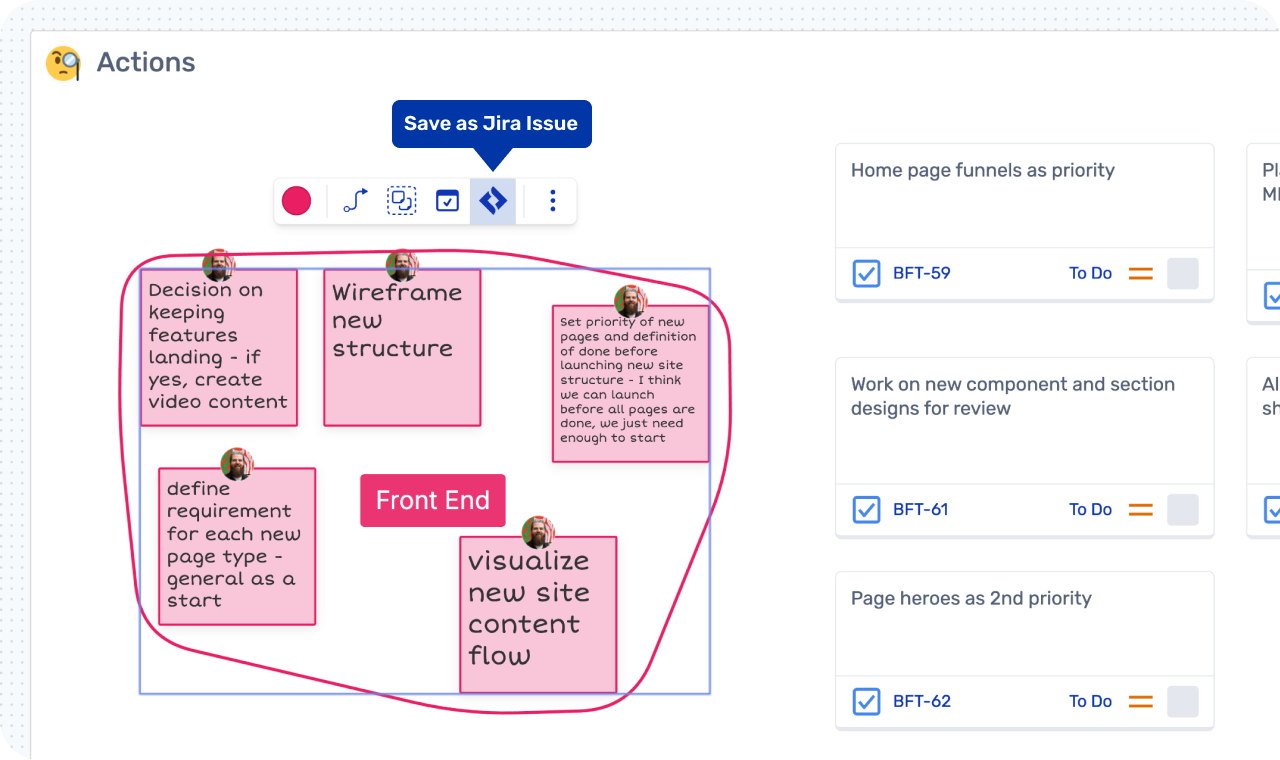 Actions
Save as Jira Issue
Decision on
keeping
features
landing - if
yes, create
video content
Wireframe
new
structure
Set priority of new
pages and definition
of done before
launching new site
structure - I think
we can launch
before all pages are
done, we just need
enough to start
define
requirement
for each new
page type -
general as a
start
Front End
visualize
new site
content
flow
Home page funnels as priority
BFT-59 To Do
Work on new component and section
designs for review
BFT-61 To Do
Page heroes as 2nd priority
BFT-62 To Do